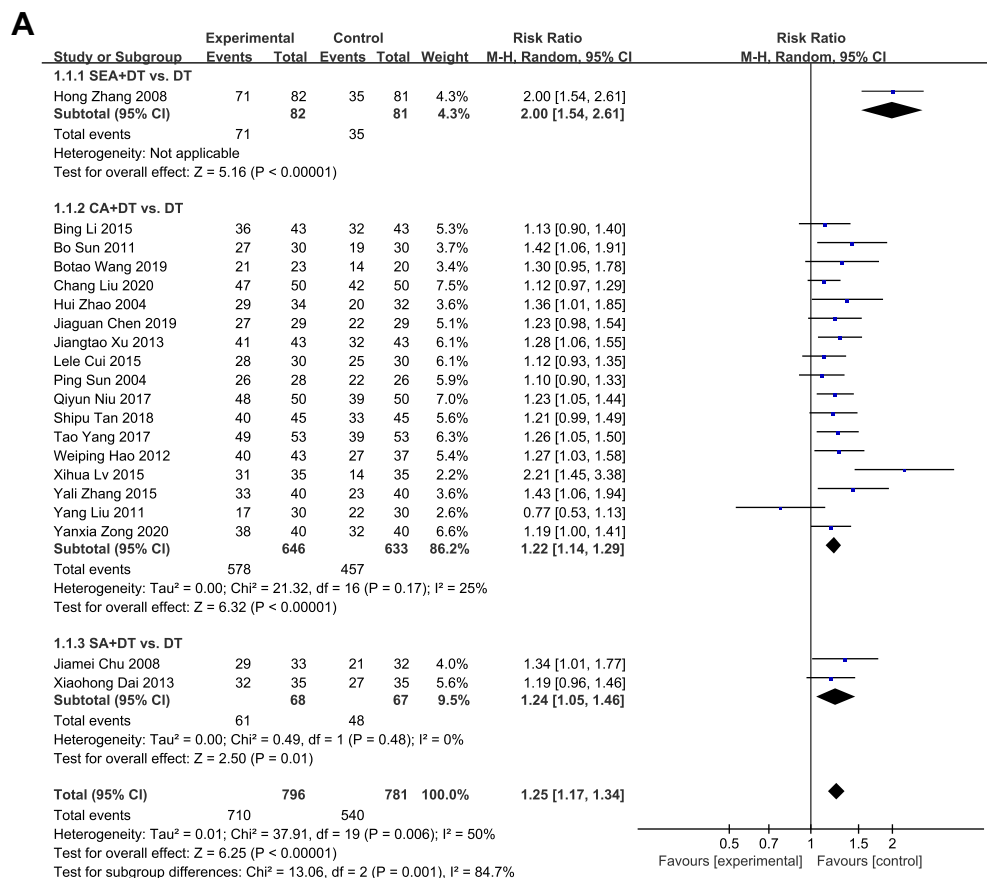 A
Experimental Control Risk Ratio Risk Ratio
Study or Subgroup Events Total Events Total Weight M-H, Random, 95% CI M-H, Random, 95% CI
1.1.1 SEA+DT vs. DT
Hong Zhang 2008 71 82 35 81 4.3% 2.00 [1.54, 2.61]
Subtotal (95% CI) 82 81 4.3% 2.00 [1.54, 2.61]
Total events 71 35
Heterogeneity: Not applicable
Test for overall effect: Z = 5.16 (P < 0.00001)
1.1.2 CA+DT vs. DT
Bing Li 2015 36 43 32 43 5.3% 1.13 [0.90, 1.40]
Bo Sun 2011 27 30 19 30 3.7% 1.42 [1.06, 1.91]
Botao Wang 2019 21 23 14 20 3.4% 1.30 [0.95, 1.78]
Chang Liu 2020 47 50 42 50 7.5% 1.12 [0.97, 1.29]
Hui Zhao 2004 29 34 20 32 3.6% 1.36 [1.01, 1.85]
Jiaguan Chen 2019 27 29 22 29 5.1% 1.23 [0.98, 1.54]
Jiangtao Xu 2013 41 43 32 43 6.1% 1.28 [1.06, 1.55]
Lele Cui 2015 28 30 25 30 6.1% 1.12 [0.93, 1.35]
Ping Sun 2004 26 28 22 26 5.9% 1.10 [0.90, 1.33]
Qiyun Niu 2017 48 50 39 50 7.0% 1.23 [1.05, 1.44]
Shipu Tan 2018 40 45 33 45 5.6% 1.21 [0.99, 1.49]
Tao Yang 2017 49 53 39 53 6.3% 1.26 [1.05, 1.50]
Weiping Hao 2012 40 43 27 37 5.4% 1.27 [1.03, 1.58]
Xihua Lv 2015 31 35 14 35 2.2% 2.21 [1.45, 3.38]
Yali Zhang 2015 33 40 23 40 3.6% 1.43 [1.06, 1.94]
Yang Liu 2011 17 30 22 30 2.6% 0.77 [0.53, 1.13]
Yanxia Zong 2020 38 40 32 40 6.6% 1.19 [1.00, 1.41]
Subtotal (95% CI) 646 633 86.2% 1.22 [1.14, 1.29]
Total events 578 457
Heterogeneity: Tau² = 0.00; Chi² = 21.32, df = 16 (P = 0.17); I² = 25%
Test for overall effect: Z = 6.32 (P < 0.00001)
1.1.3 SA+DT vs. DT
Jiamei Chu 2008 29 33 21 32 4.0% 1.34 [1.01, 1.77]
Xiaohong Dai 2013 32 35 27 35 5.6% 1.19 [0.96, 1.46]
Subtotal (95% CI) 68 67 9.5% 1.24 [1.05, 1.46]
Total events 61 48
Heterogeneity: Tau² = 0.00; Chi² = 0.49, df = 1 (P = 0.48); I² = 0%
Test for overall effect: Z = 2.50 (P = 0.01)
Total (95% CI) 796 781 100.0% 1.25 [1.17, 1.34]
Total events 710 540
Heterogeneity: Tau² = 0.01; Chi² = 37.91, df = 19 (P = 0.006); I² = 50%
Test for overall effect: Z = 6.25 (P < 0.00001)
Test for subgroup differences: Chi² = 13.06, df = 2 (P = 0.001), I² = 84.7%
0.5 0.7 1 1.5 2
Favours [experimental] Favours [control]